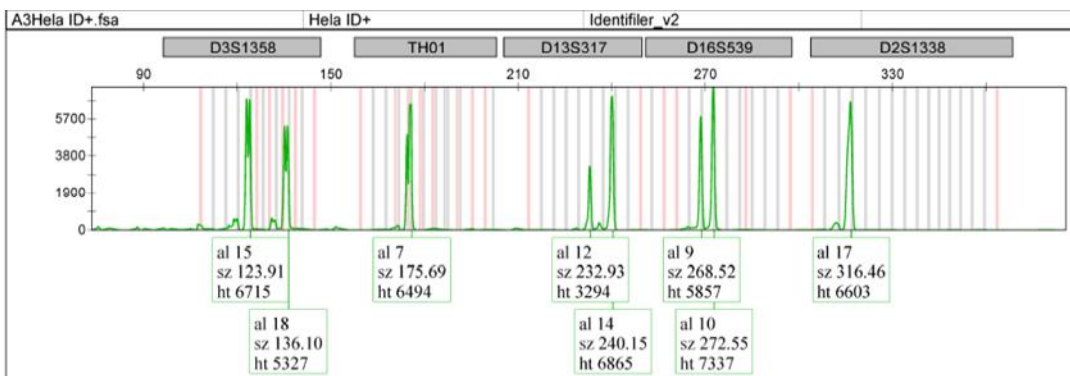 A3Hela ID+.fsa Hela ID+ Identifiler_v2
D3S1358 TH01 D13S317 D16S539 D2S1338
90 150 210 270 330
5700
3800
1900
0
al 15
sz 123.91
ht 6715
al 7
sz 175.69
ht 6494
al 12
sz 232.93
ht 3294
al 9
sz 268.52
ht 5857
al 17
sz 316.46
ht 6603
al 18
sz 136.10
ht 5327
al 14
sz 240.15
ht 6865
al 10
sz 272.55
ht 7337